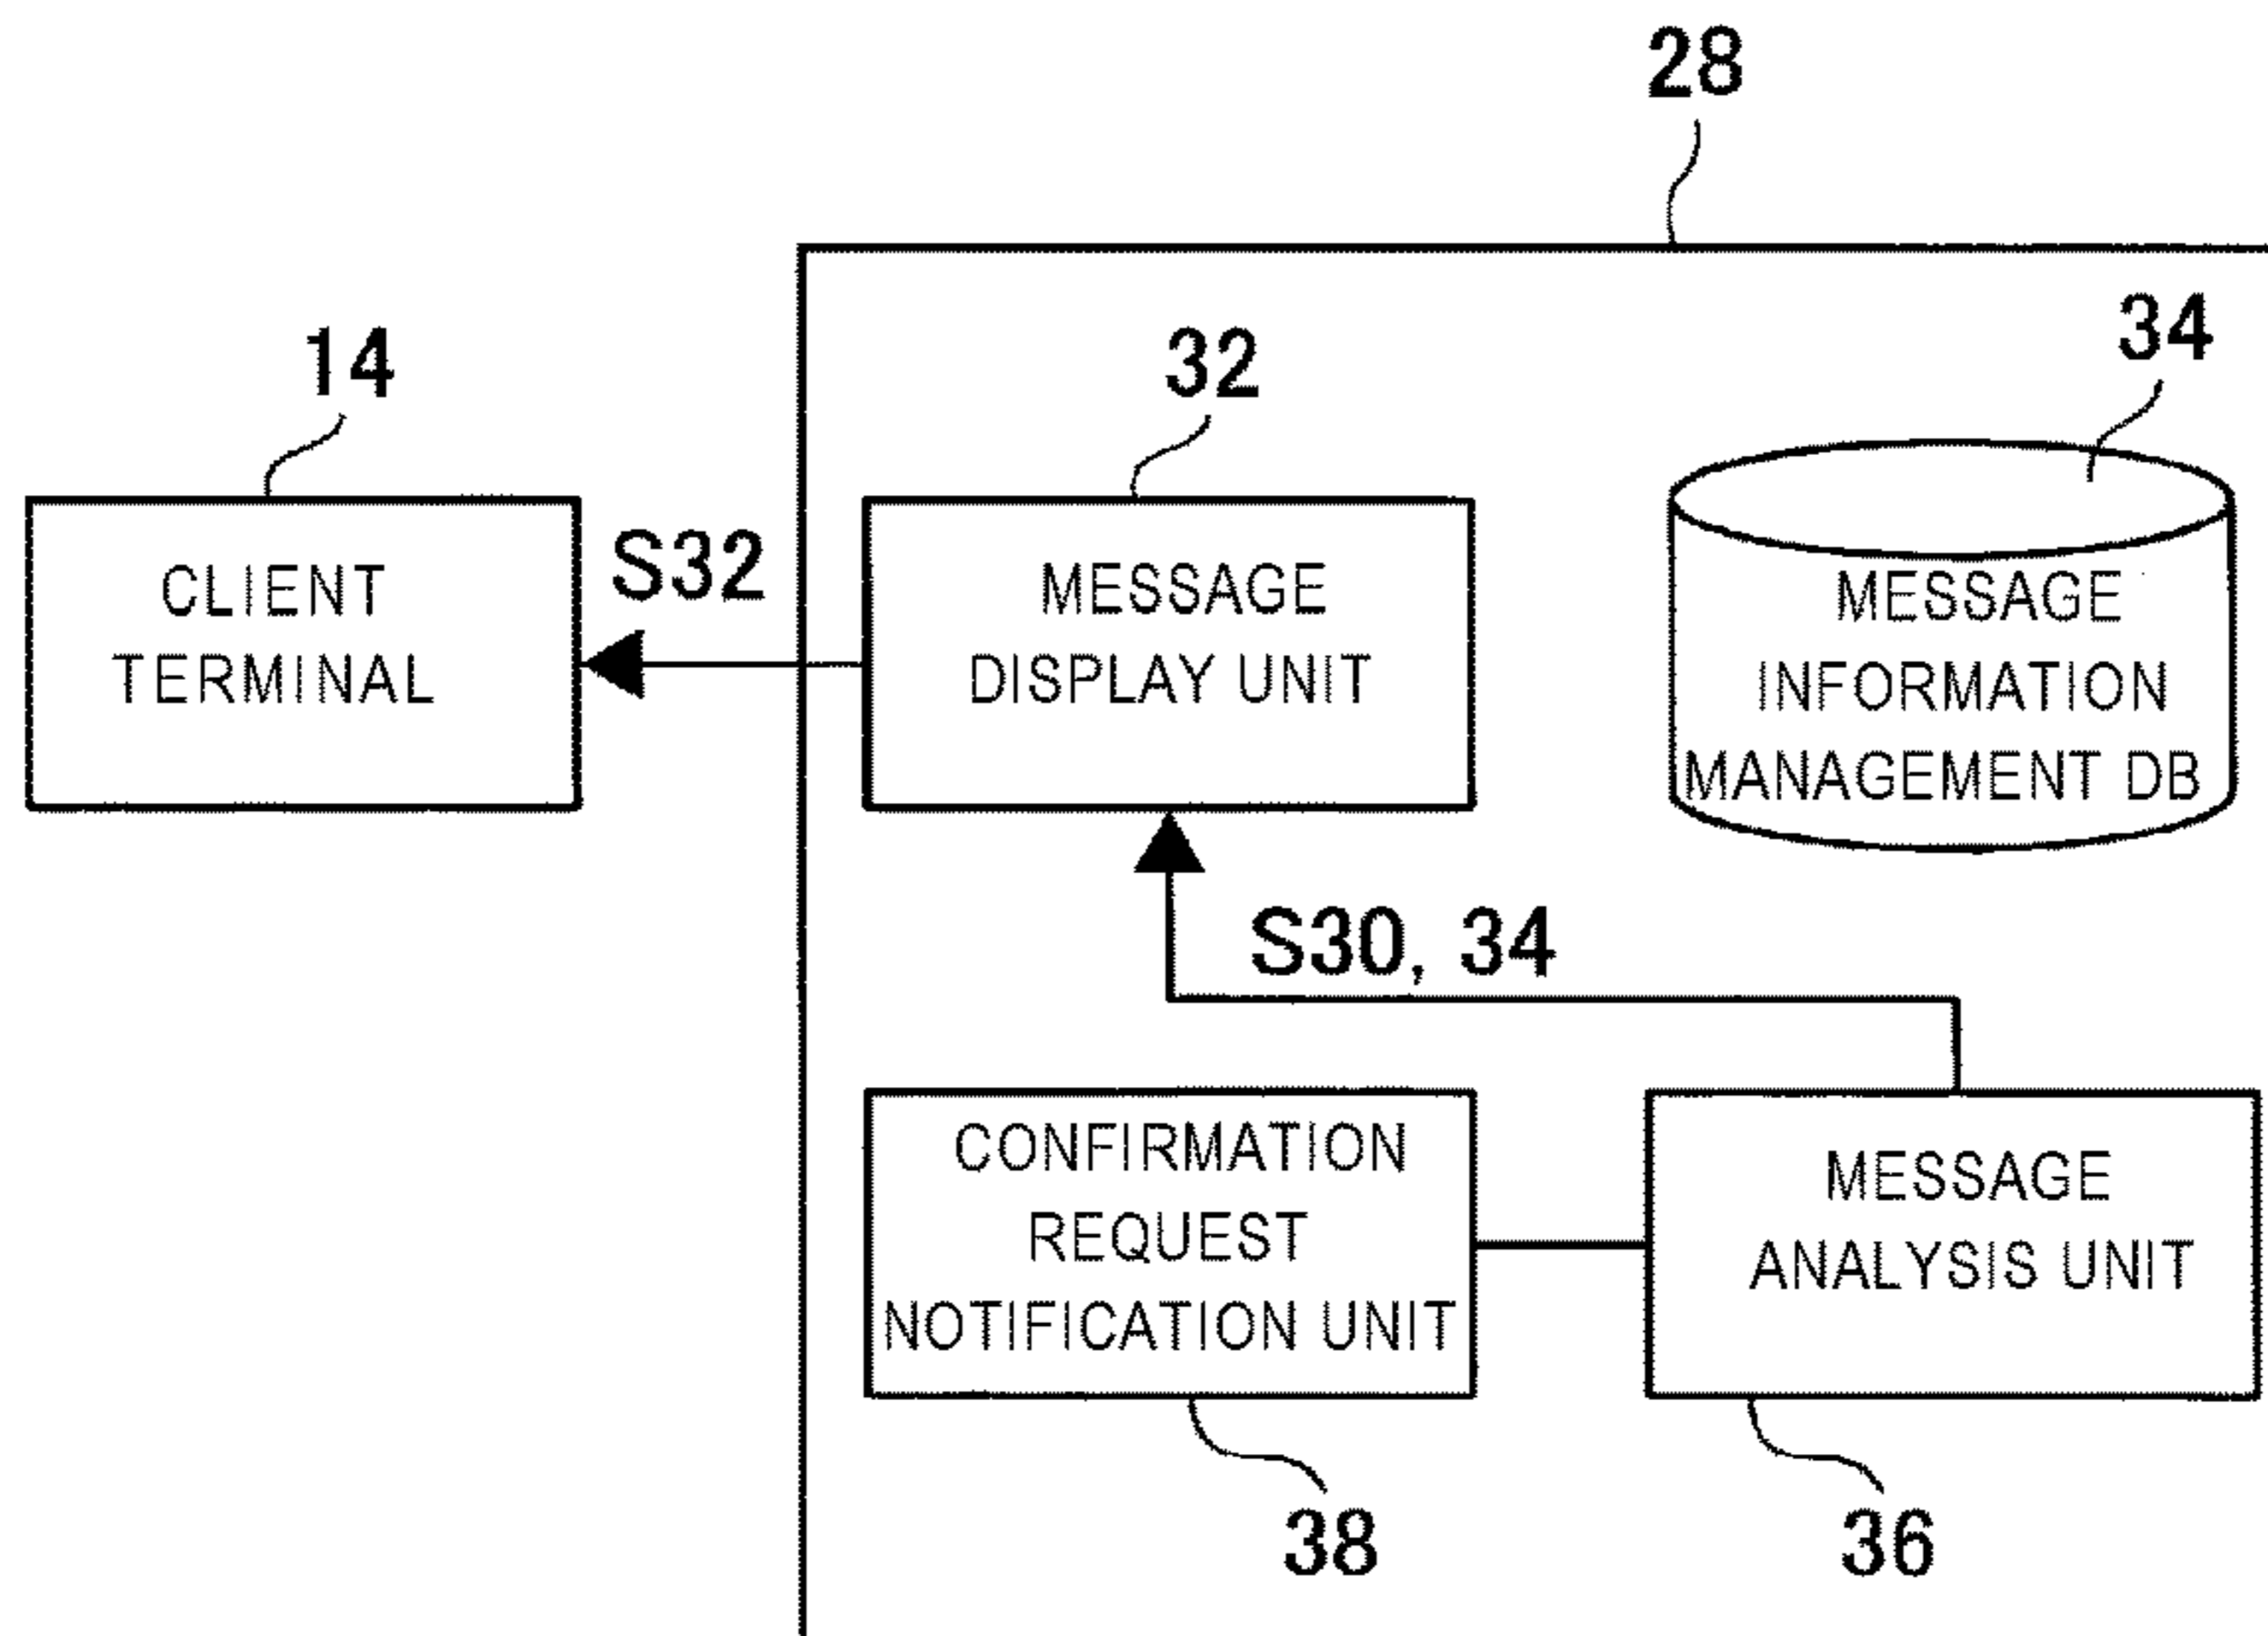 28
14
32
34
CLIENT
TERMINAL
S32
MESSAGE
DISPLAY UNIT
MESSAGE
INFORMATION
MANAGEMENT DB
S30, 34
CONFIRMATION
REQUEST
NOTIFICATION UNIT
MESSAGE
ANALYSIS UNIT
38
36